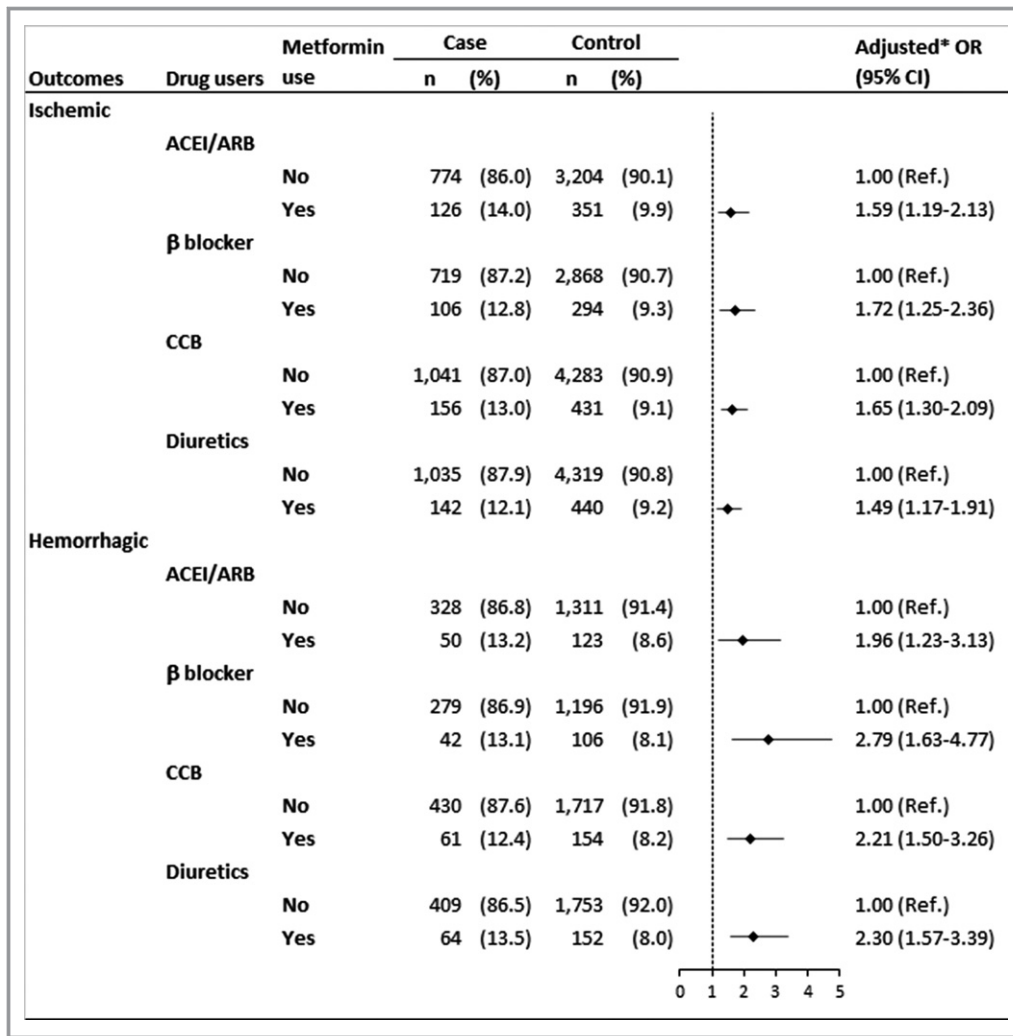 Metformin Case Control Adjusted* OR
Outcomes Drug users use n (%) n (%) (95% CI)
Ischemic
ACEI/ARB
No 774 (86.0) 3,204 (90.1) 1.00 (Ref.)
Yes 126 (14.0) 351 (9.9) 1.59 (1.19-2.13)
β blocker
No 719 (87.2) 2,868 (90.7) 1.00 (Ref.)
Yes 106 (12.8) 294 (9.3) 1.72 (1.25-2.36)
CCB
No 1,041 (87.0) 4,283 (90.9) 1.00 (Ref.)
Yes 156 (13.0) 431 (9.1) 1.65 (1.30-2.09)
Diuretics
No 1,035 (87.9) 4,319 (90.8) 1.00 (Ref.)
Yes 142 (12.1) 440 (9.2) 1.49 (1.17-1.91)
Hemorrhagic
ACEI/ARB
No 328 (86.8) 1,311 (91.4) 1.00 (Ref.)
Yes 50 (13.2) 123 (8.6) 1.96 (1.23-3.13)
β blocker
No 279 (86.9) 1,196 (91.9) 1.00 (Ref.)
Yes 42 (13.1) 106 (8.1) 2.79 (1.63-4.77)
CCB
No 430 (87.6) 1,717 (91.8) 1.00 (Ref.)
Yes 61 (12.4) 154 (8.2) 2.21 (1.50-3.26)
Diuretics
No 409 (86.5) 1,753 (92.0) 1.00 (Ref.)
Yes 64 (13.5) 152 (8.0) 2.30 (1.57-3.39)
0 1 2 3 4 5